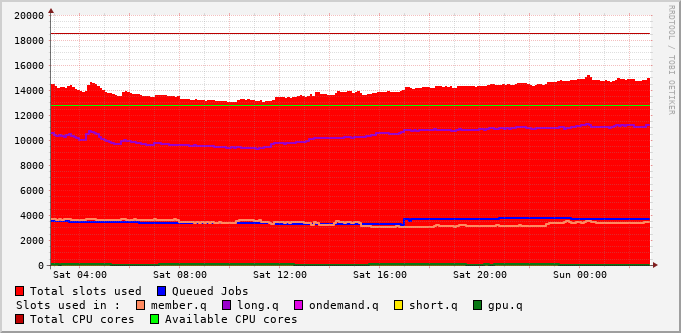 20000
18000
16000
14000
12000
10000
8000
6000
4000
2000
0
Sat 04:00 Sat 08:00 Sat 12:00 Sat 16:00 Sat 20:00 Sun 00:00
Total slots used Queued Jobs
Slots used in : member.q long.q ondemand.q short.q gpu.q
Total CPU cores Available CPU cores
RRDTOOL / TOBI OETIKER